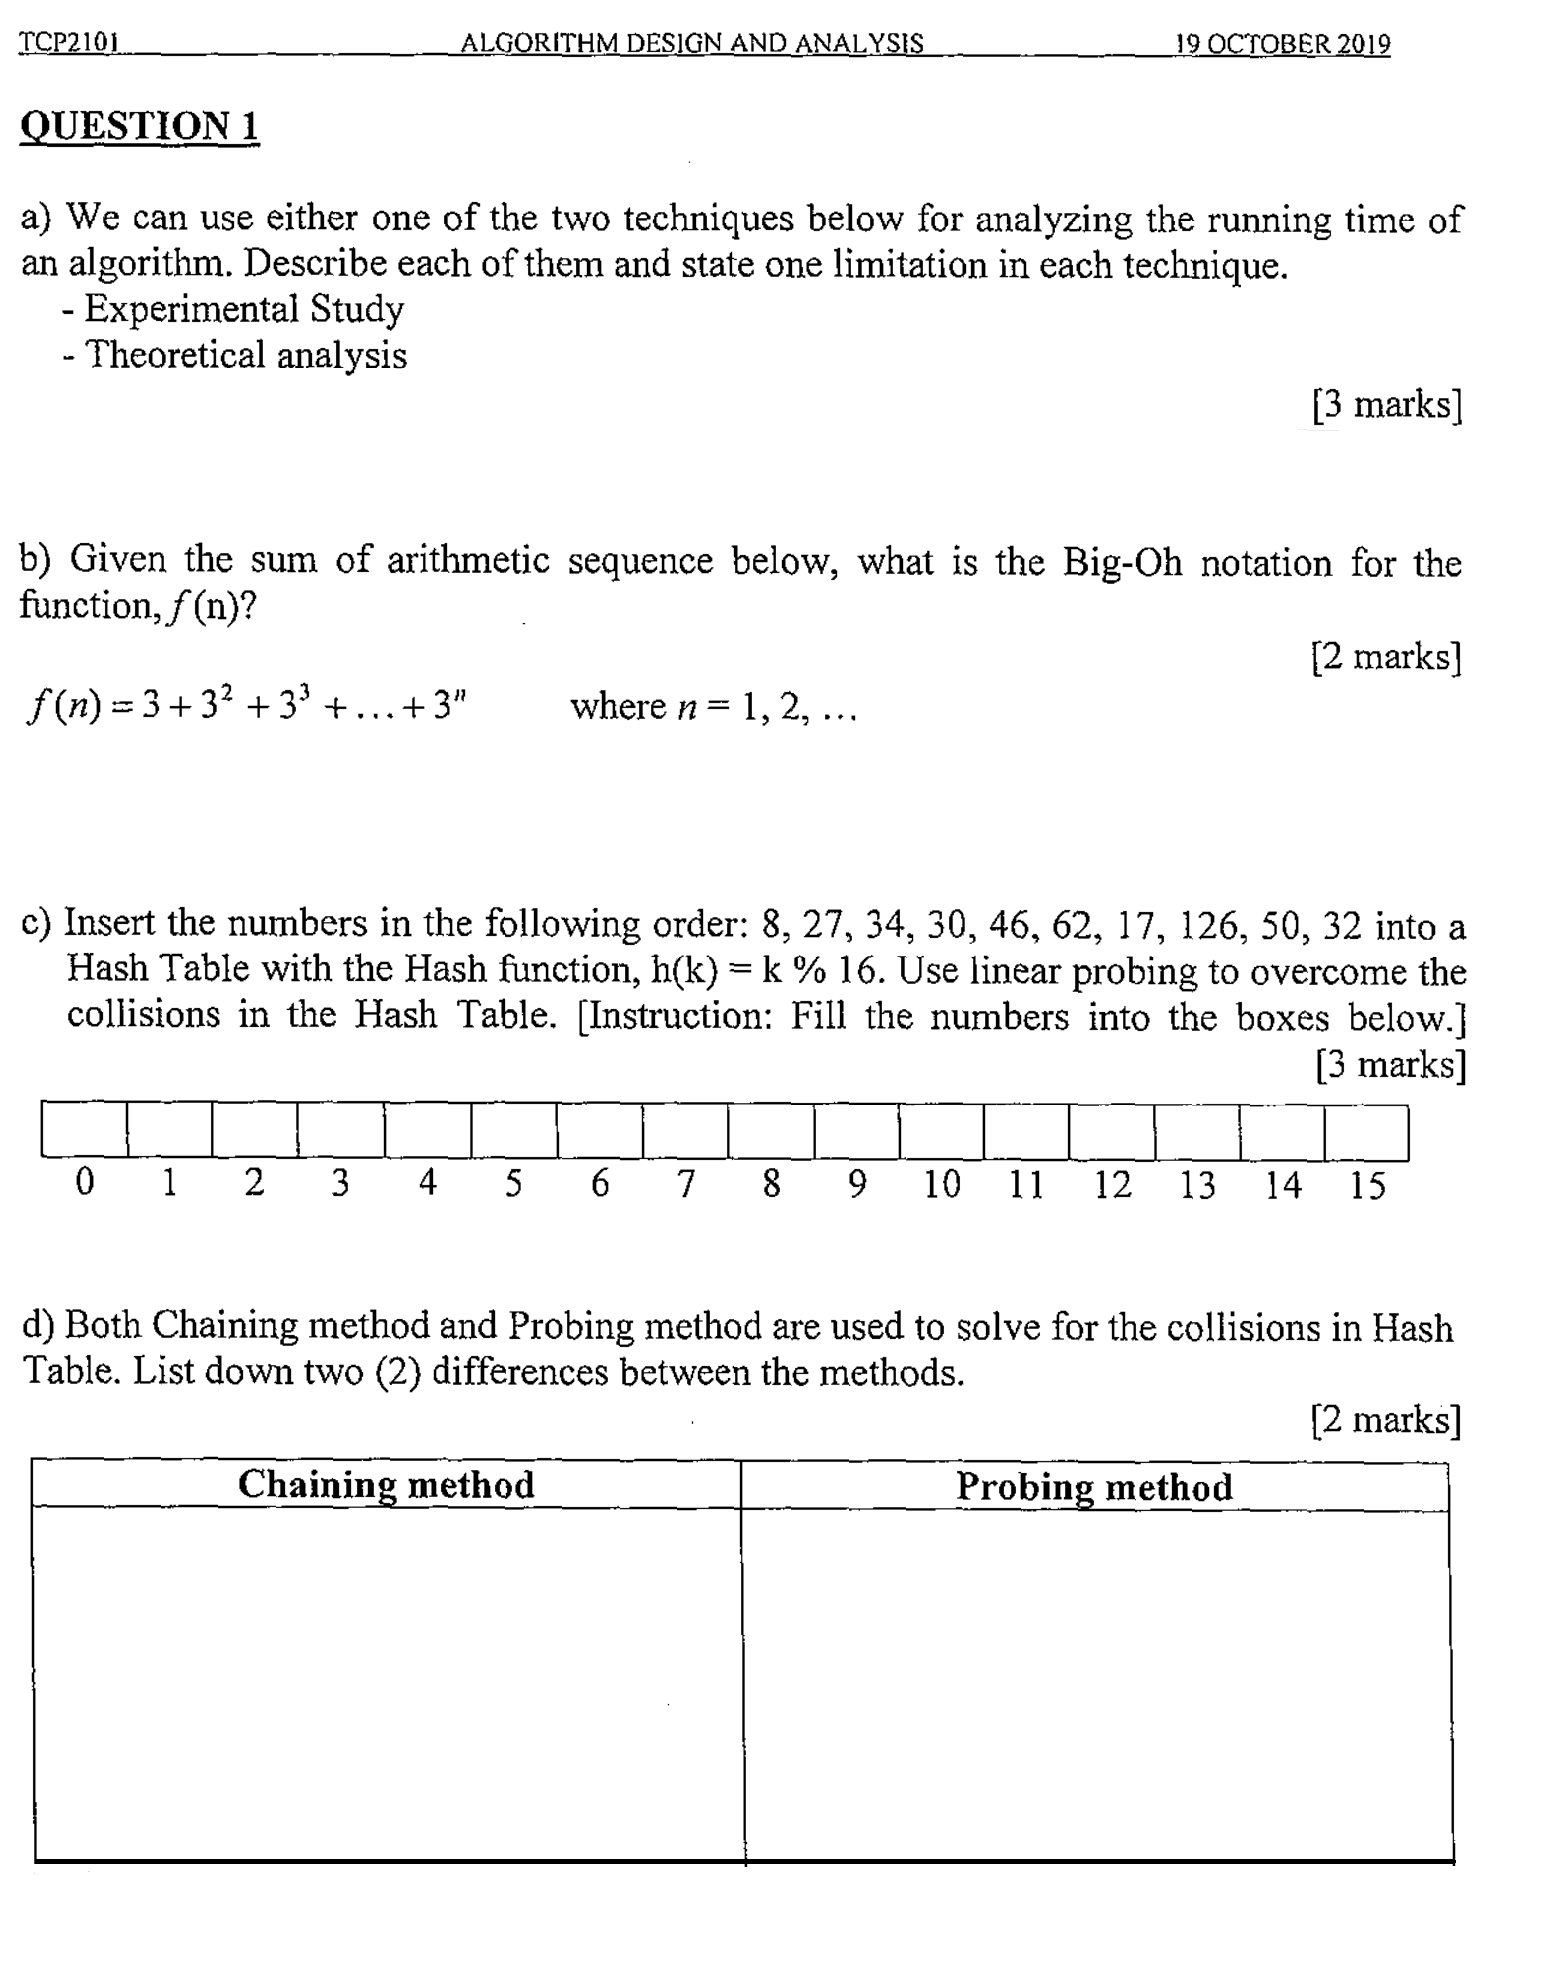 TCP2101 ALGORITHM DESIGN AND ANALYSIS 19 OCTOBER 2019
QUESTION 1
a) We can use either one of the two techniques below for analyzing the running time of
an algorithm. Describe each of them and state one limitation in each technique.
- Experimental Study
- Theoretical analysis
[3 marks]
b) Given the sum of arithmetic sequence below, what is the Big-Oh notation for the
function, f(n)?
[2 marks]
f(n) = 3 + 3² + 3³ + ... + 3ⁿ where n = 1, 2, ...
c) Insert the numbers in the following order: 8, 27, 34, 30, 46, 62, 17, 126, 50, 32 into a
Hash Table with the Hash function, h(k) = k % 16. Use linear probing to overcome the
collisions in the Hash Table. [Instruction: Fill the numbers into the boxes below.]
[3 marks]
0 1 2 3 4 5 6 7 8 9 10 11 12 13 14 15
d) Both Chaining method and Probing method are used to solve for the collisions in Hash
Table. List down two (2) differences between the methods.
[2 marks]
Chaining method Probing method